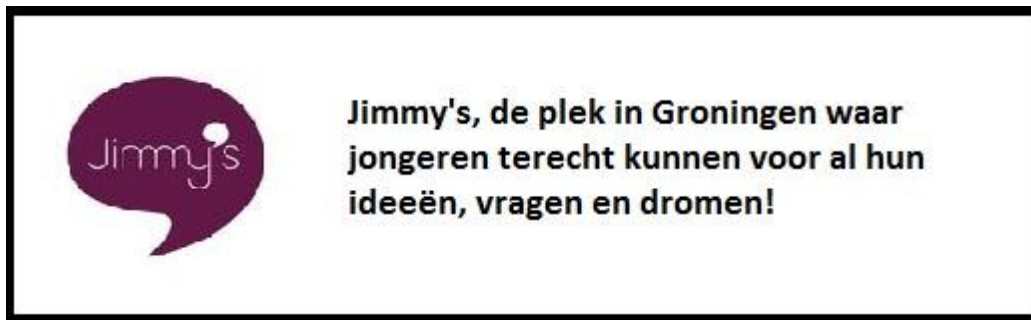 Jimmy's
Jimmy's, de plek in Groningen waar
jongeren terecht kunnen voor al hun
ideeën, vragen en dromen!